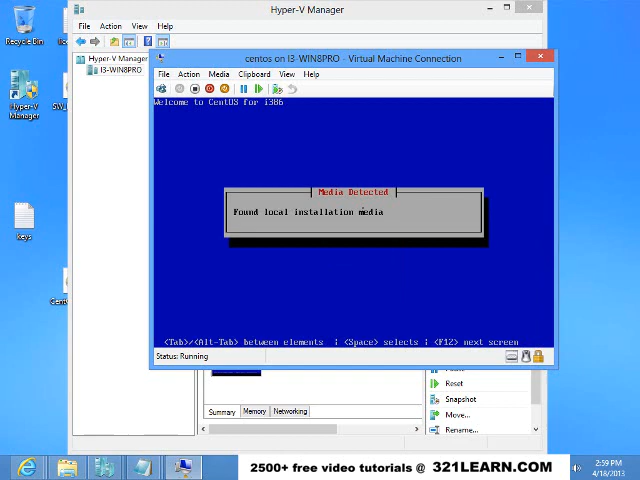 Hyper-V Manager
File Action View Help
Recycle Bin
Hyper-V Manager
I3-WIN8PRO
centos on I3-WIN8PRO - Virtual Machine Connection
File Action Media Clipboard View Help
Welcome to CentOS for i386
Hyper-V
Manager
Media Detected
Found local installation media
keys
<Tab>/<Alt-Tab> between elements | <Space> selects | <F12> next screen
Status: Running
Reset
Snapshot
Move...
Rename...
Summary Memory Networking
2500+ free video tutorials @ 321LEARN.COM
2:59 PM
4/18/2013